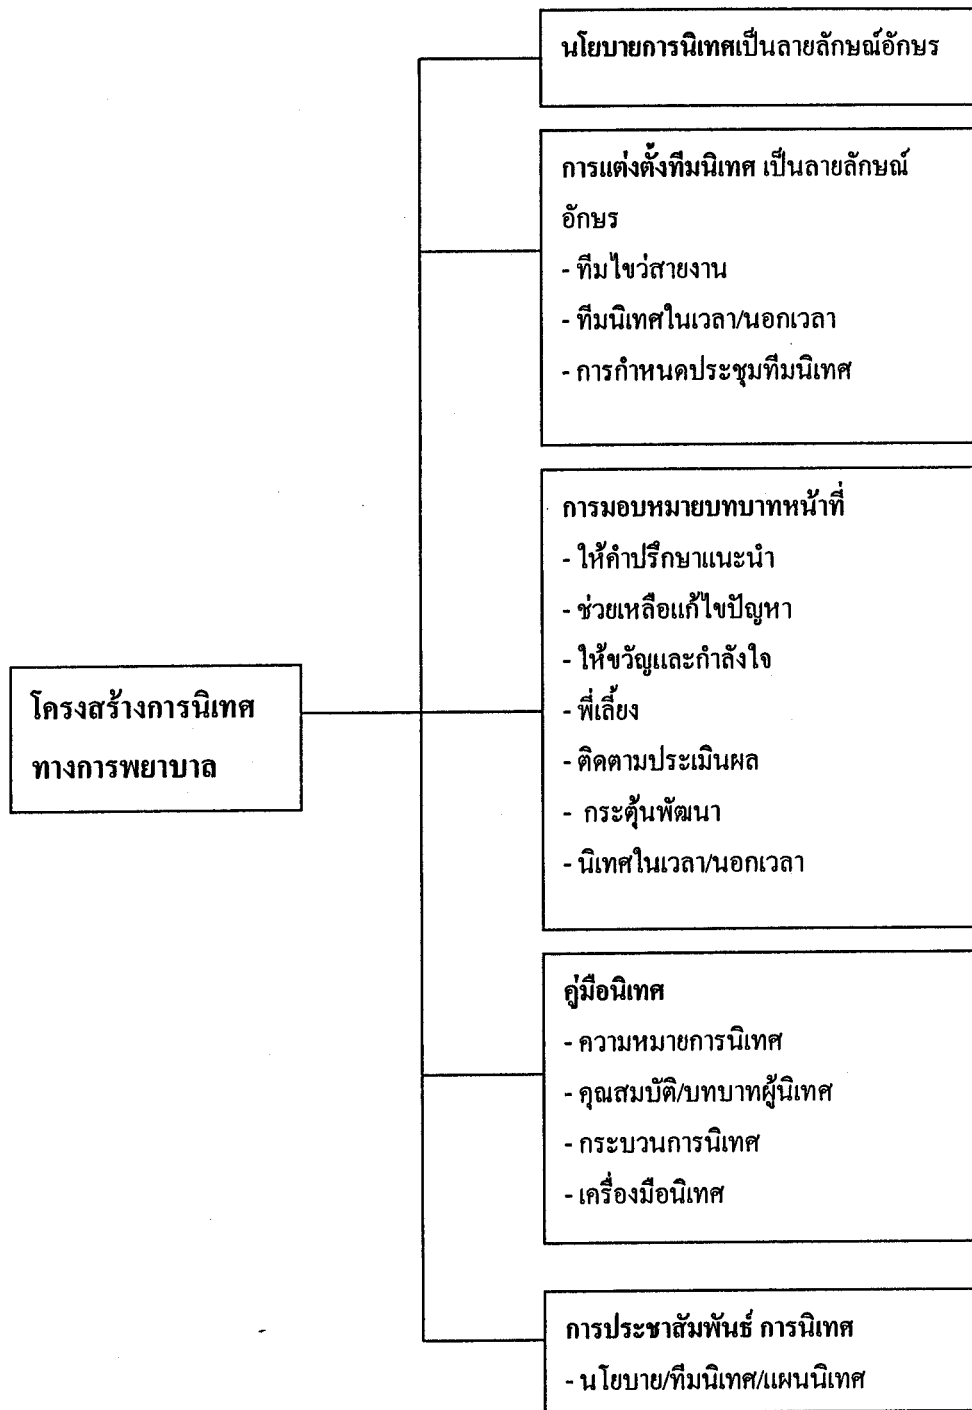 นโยบายการนิเทศเป็นลายลักษณ์อักษร
การแต่งตั้งทีมนิเทศ เป็นลายลักษณ์
อักษร
- ทีมไขว่สายงาน
- ทีมนิเทศในเวลา/นอกเวลา
- การกำหนดประชุมทีมนิเทศ
การมอบหมายบทบาทหน้าที่
- ให้คำปรึกษาแนะนำ
- ช่วยเหลือแก้ไขปัญหา
- ให้ขวัญและกำลังใจ
- พี่เลี้ยง
- ติดตามประเมินผล
- กระตุ้นพัฒนา
- นิเทศในเวลา/นอกเวลา
โครงสร้างการนิเทศ
ทางการพยาบาล
คู่มือนิเทศ
- ความหมายการนิเทศ
- คุณสมบัติ/บทบาทผู้นิเทศ
- กระบวนการนิเทศ
- เครื่องมือนิเทศ
การประชาสัมพันธ์ การนิเทศ
- นโยบาย/ทีมนิเทศ/แผนนิเทศ